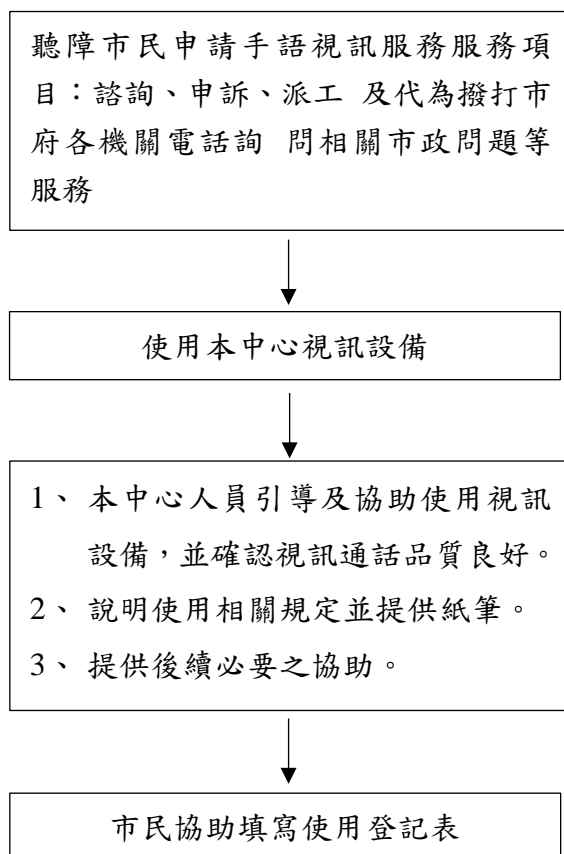 聽障市民申請手語視訊服務服務項
目：諮詢、申訴、派工 及代為撥打市
府各機關電話詢 問相關市政問題等
服務
使用本中心視訊設備
1、 本中心人員引導及協助使用視訊
設備，並確認視訊通話品質良好。
2、 說明使用相關規定並提供紙筆。
3、 提供後續必要之協助。
市民協助填寫使用登記表